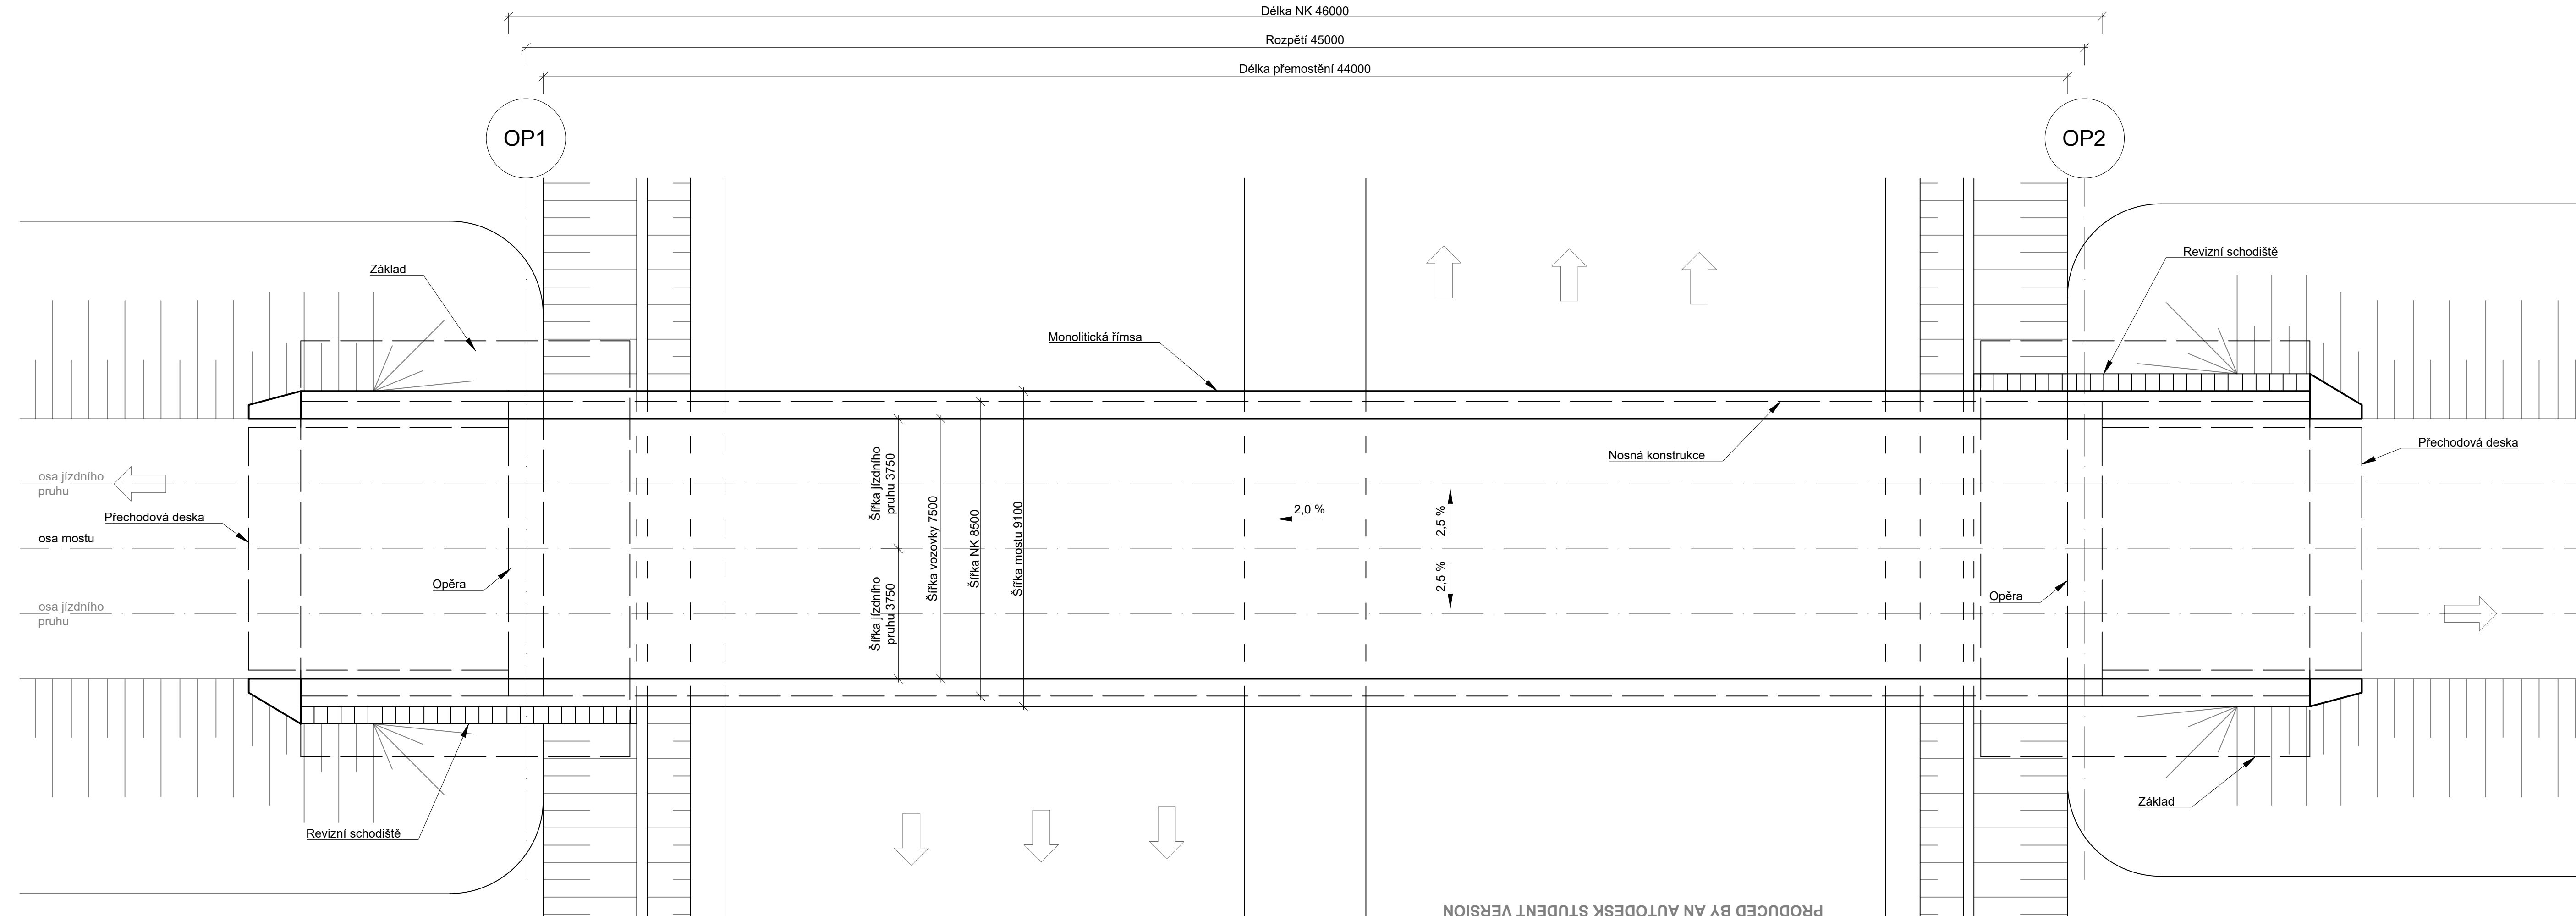 Délka NK 46000
Rozpětí 45000
Délka přemostění 44000
OP1
OP2
Základ
Revizní schodiště
Monolitická římsa
Nosná konstrukce
Přechodová deska
osa jízdního
pruhu
Přechodová deska
osa mostu
Opěra
osa jízdního
pruhu
Šířka jízdního
pruhu 3750
Šířka jízdního
pruhu 3750
Šířka vozovky 7500
Šířka NK 8500
Šířka mostu 9100
2,0 %
2,5 %
2,5 %
Opěra
Revizní schodiště
Základ
PRODUCED BY AN AUTODESK STUDENT VERSION